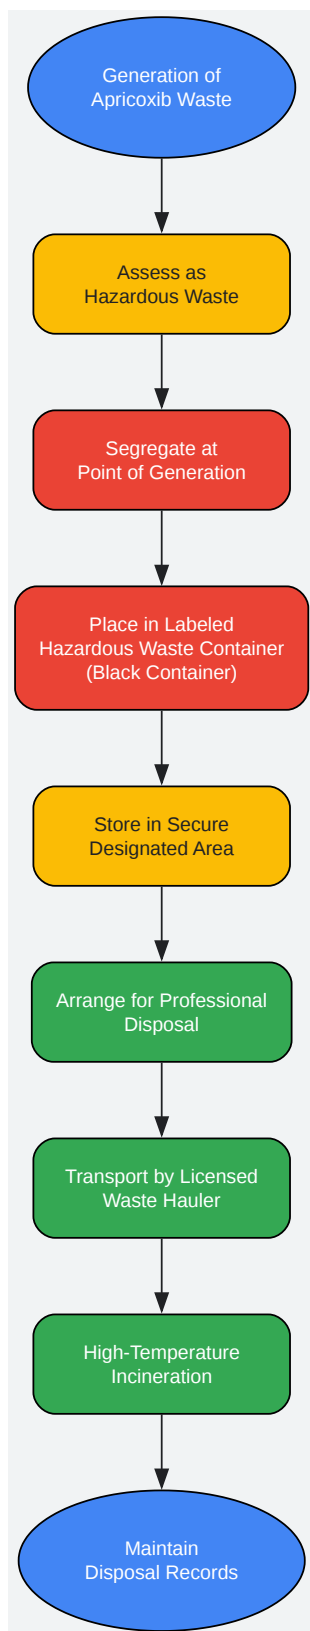 Generation of
Apricoxib Waste
Assess as
Hazardous Waste
Segregate at
Point of Generation
Place in Labeled
Hazardous Waste Container
(Black Container)
Store in Secure
Designated Area
Arrange for Professional
Disposal
Transport by Licensed
Waste Hauler
High-Temperature
Incineration
Maintain
Disposal Records